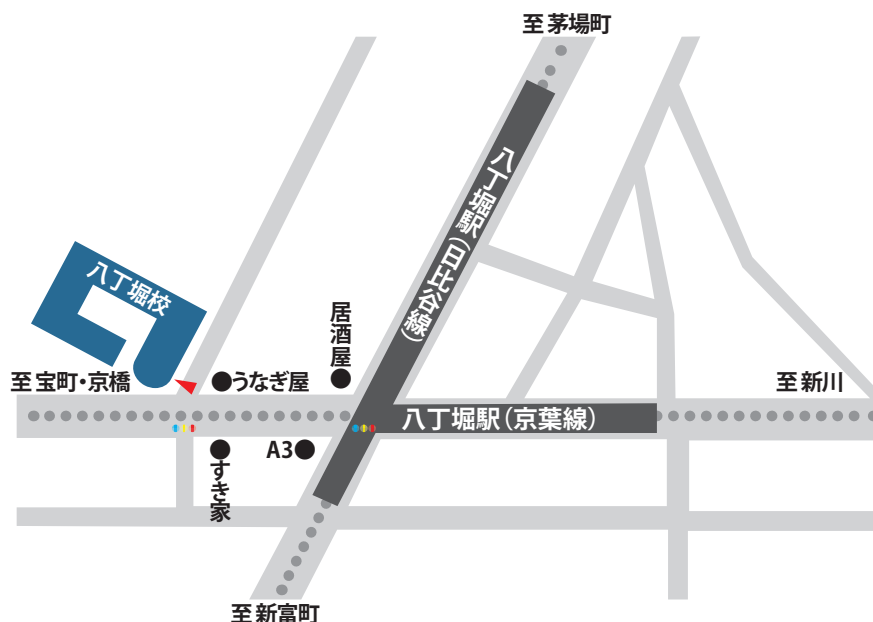 至 茅場町
八丁堀駅（日比谷線）
八丁堀校
居酒屋
至 宝町・京橋
うなぎ屋
至 新川
八丁堀駅（京葉線）
A3
すき家
至 新富町